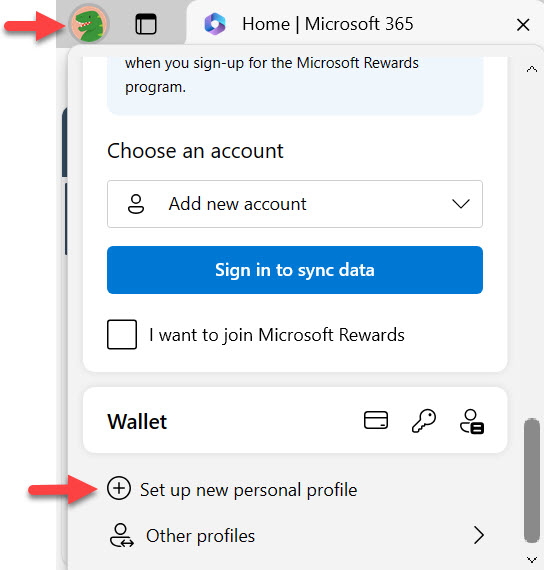 Home | Microsoft 365
when you sign-up for the Microsoft Rewards
program.
Choose an account
Add new account
Sign in to sync data
I want to join Microsoft Rewards
Wallet
Set up new personal profile
Other profiles